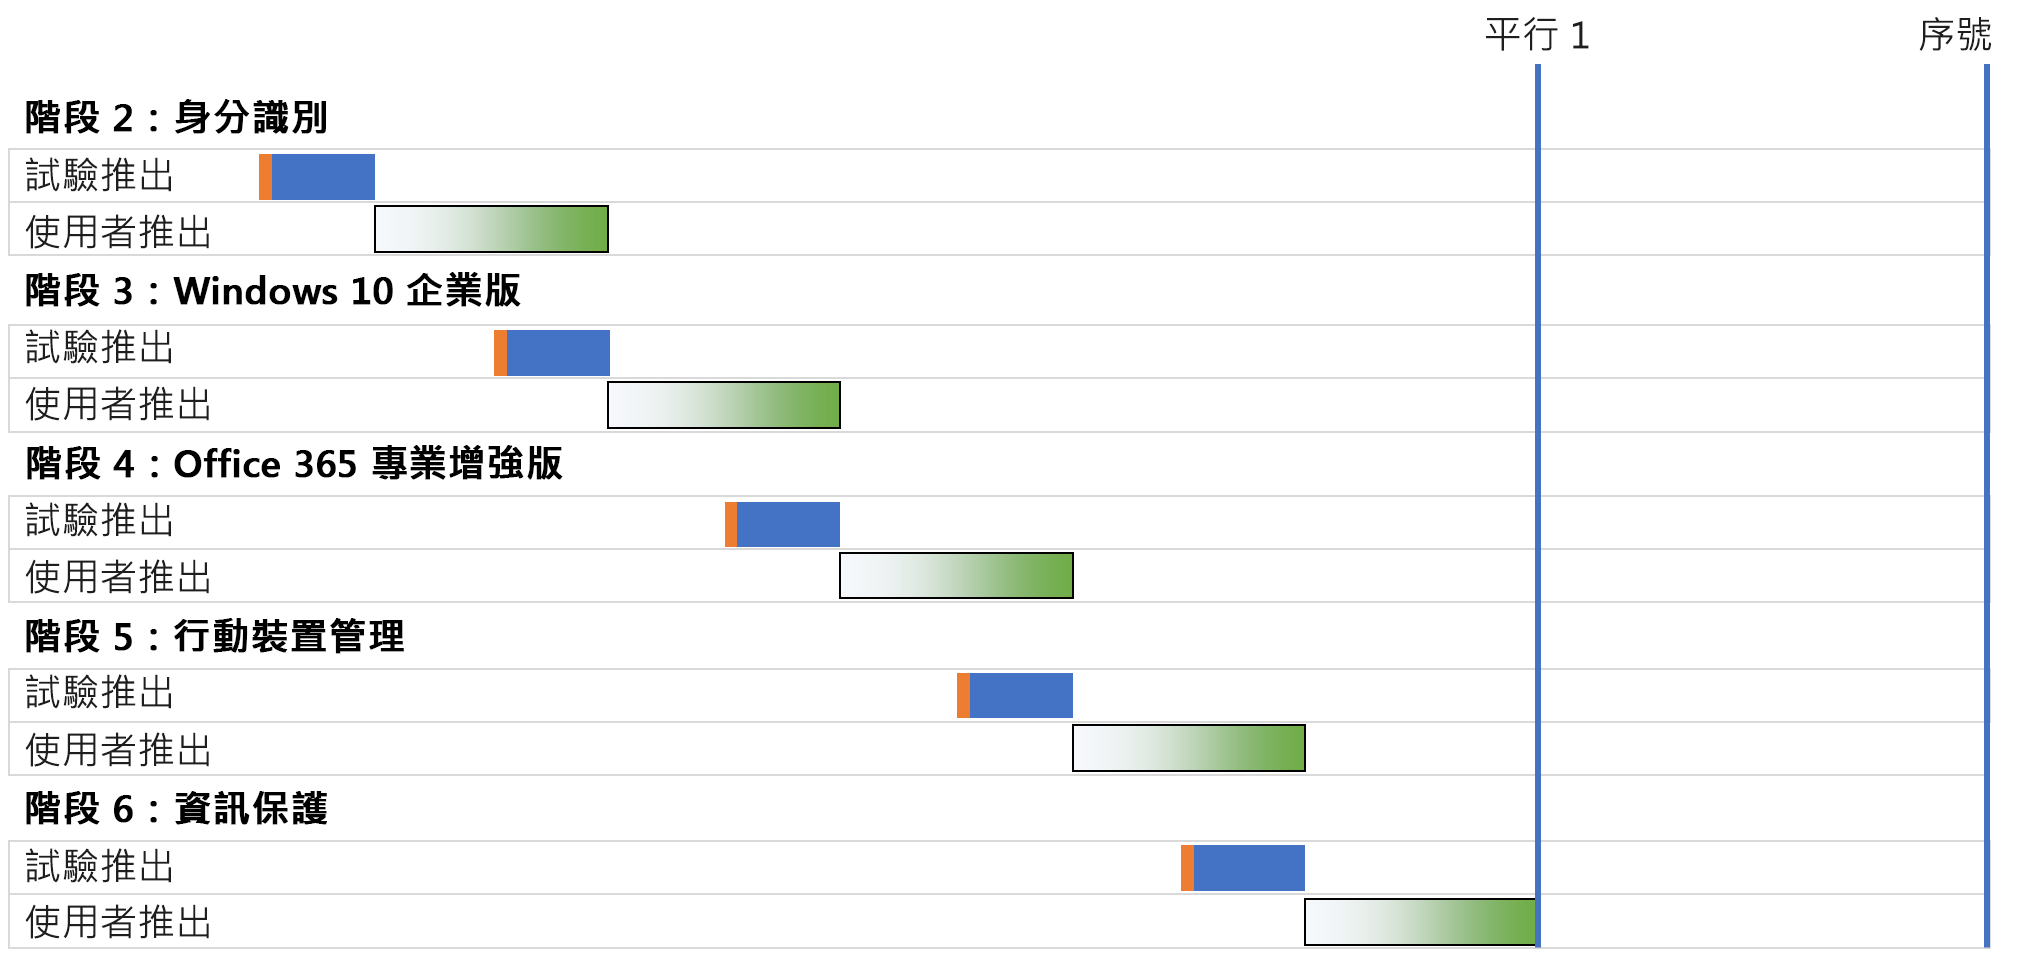 平行 1
序號
階段 2：身分識別
試驗推出
使用者推出
階段 3：Windows 10 企業版
試驗推出
使用者推出
階段 4：Office 365 專業增強版
試驗推出
使用者推出
階段 5：行動裝置管理
試驗推出
使用者推出
階段 6：資訊保護
試驗推出
使用者推出